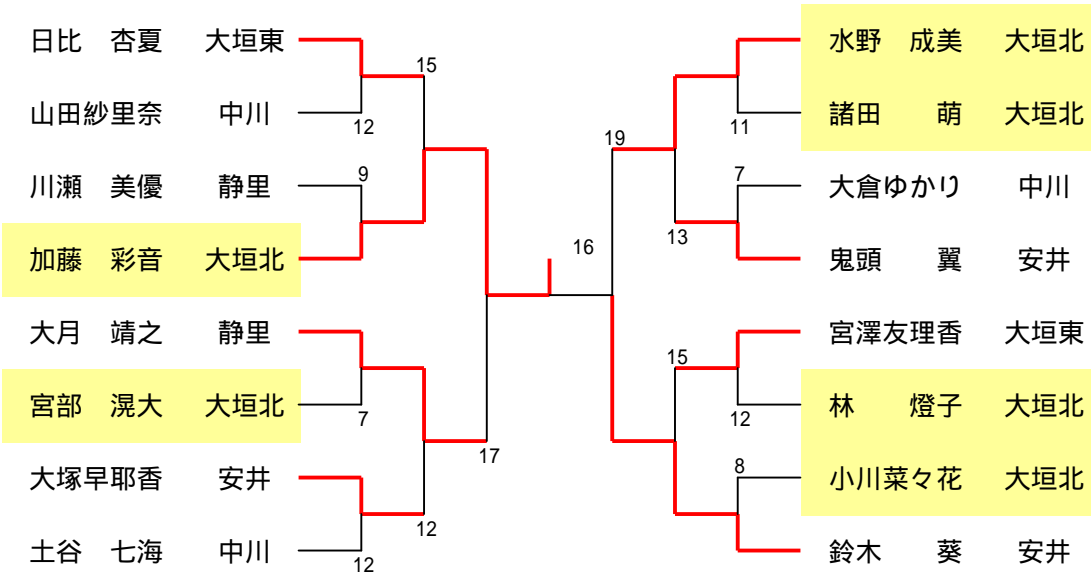 日比　杏夏　大垣東
15
山田紗里奈　中川
12
川瀬　美優　静里
9
加藤　彩音　大垣北
大月　靖之　静里
宮部　滉大　大垣北
7
17
大塚早耶香　安井
12
土谷　七海　中川
12
16
水野　成美　大垣北
諸田　萌　大垣北
11
19
大倉ゆかり　中川
7
13
鬼頭　翼　安井
宮澤友理香　大垣東
15
林　燈子　大垣北
12
小川菜々花　大垣北
8
鈴木　葵　安井